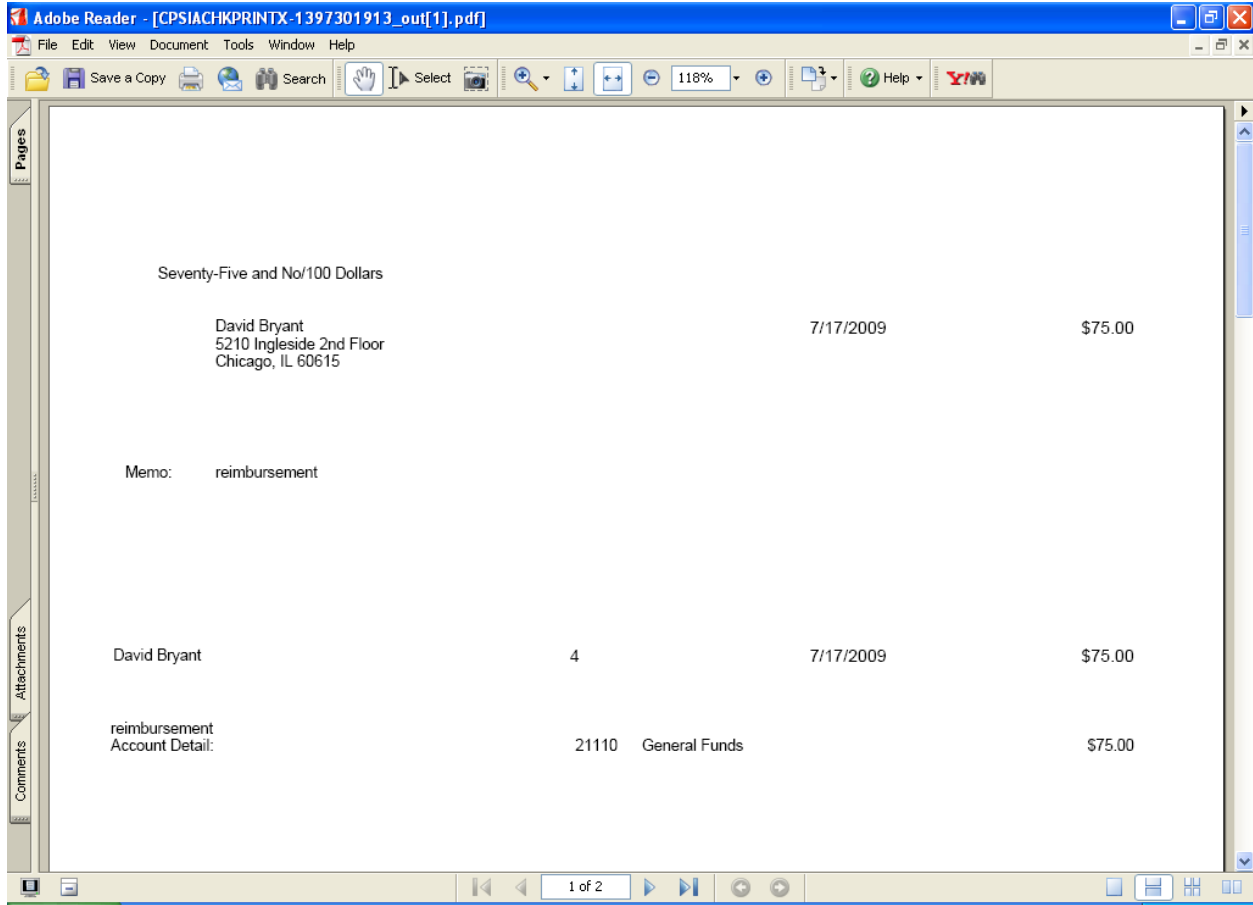 Adobe Reader - [CPSIACHKPRINTX-1397301913_out[1].pdf]
File Edit View Document Tools Window Help
Save a Copy Search Select 118% Help Y!
Pages
Seventy-Five and No/100 Dollars
David Bryant 7/17/2009 $75.00
5210 Ingleside 2nd Floor
Chicago, IL 60615
Memo: reimbursement
Attachments
David Bryant 4 7/17/2009 $75.00
reimbursement
Account Detail: 21110 General Funds $75.00
Comments
1 of 2